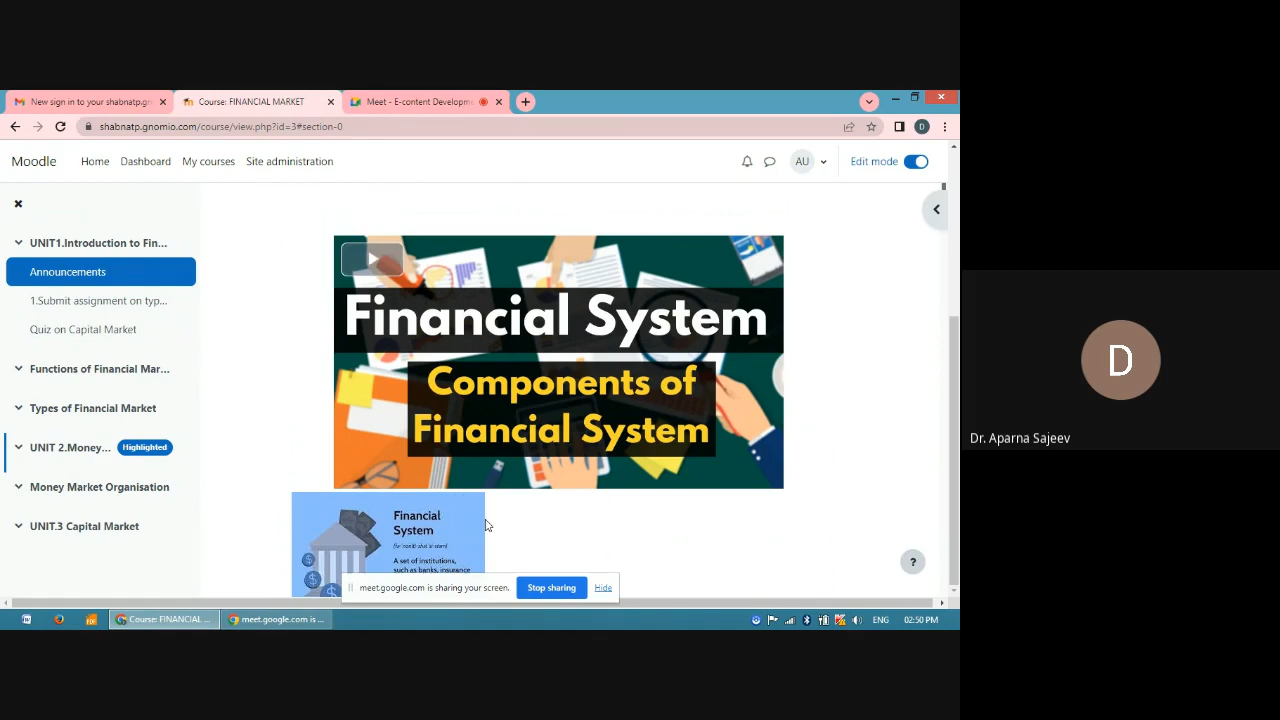 New sign in to your shabnatp.gn
Course: FINANCIAL MARKET
Meet - E-content Developm
shabnatp.gnomio.com/course/view.php?id=3#section-0
D
Moodle
Home
Dashboard
My courses
Site administration
AU
Edit mode
UNIT1.Introduction to Fin...
Announcements
1.Submit assignment on typ...
Quiz on Capital Market
Functions of Financial Mar...
Types of Financial Market
UNIT 2.Money...
Highlighted
Money Market Organisation
UNIT.3 Capital Market
Financial System
Components of
Financial System
Financial
System
A set of institutions,
such as banks, insurance
meet.google.com is sharing your screen.
Stop sharing
Hide
?
Course: FINANCIAL ...
meet.google.com is ...
ENG
02:50 PM
D
Dr. Aparna Sajeev